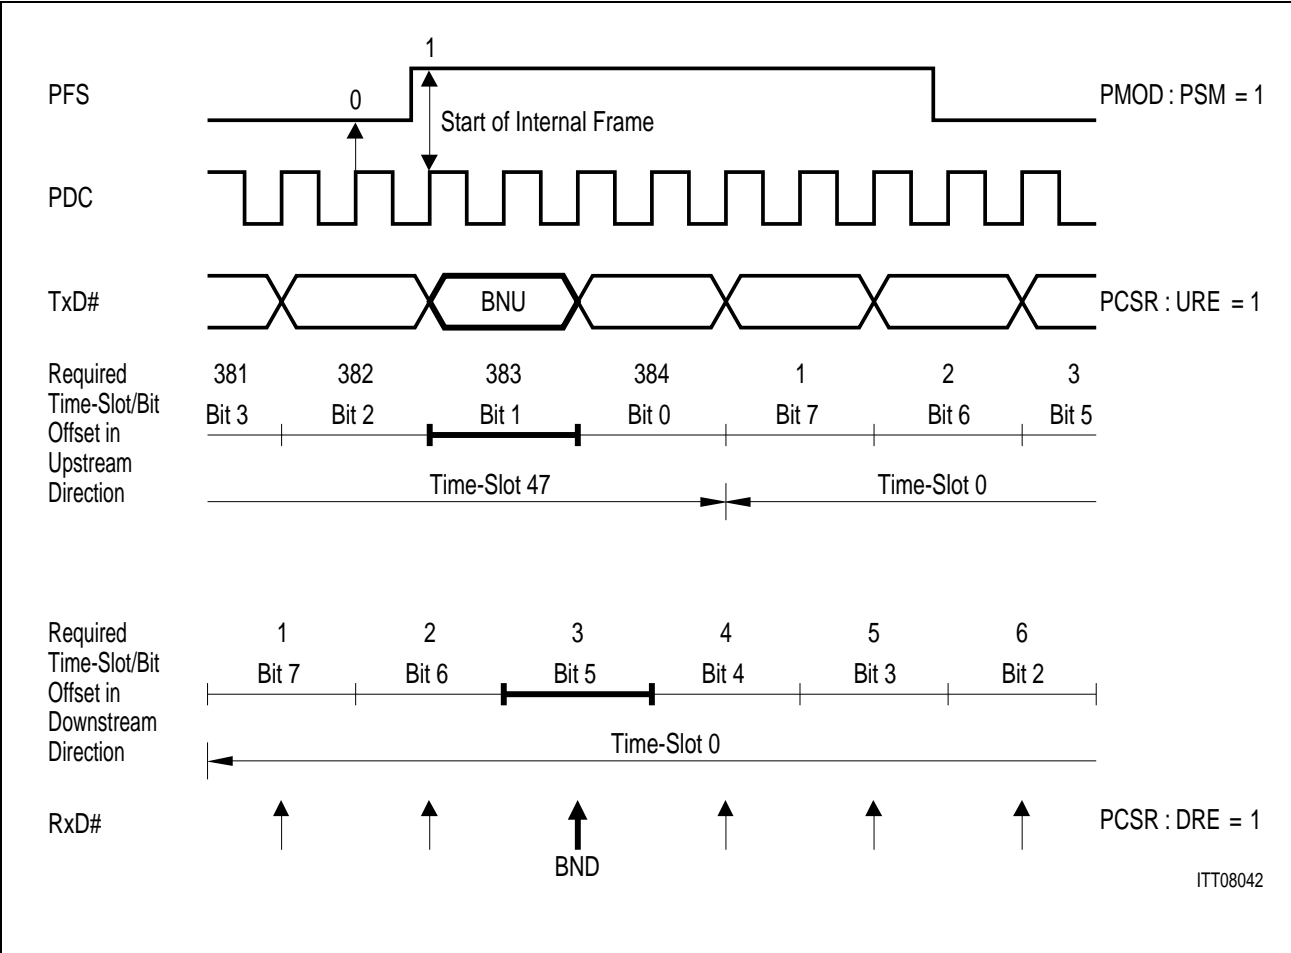 1
PFS
0
PMOD : PSM = 1
Start of Internal Frame
PDC
TxD#
BNU
PCSR : URE = 1
Required
Time-Slot/Bit
Offset in
Upstream
Direction
381 382 383 384 1 2 3
Bit 3 Bit 2 Bit 1 Bit 0 Bit 7 Bit 6 Bit 5
Time-Slot 47 Time-Slot 0
Required
Time-Slot/Bit
Offset in
Downstream
Direction
1 2 3 4 5 6
Bit 7 Bit 6 Bit 5 Bit 4 Bit 3 Bit 2
Time-Slot 0
RxD#
PCSR : DRE = 1
BND
ITT08042